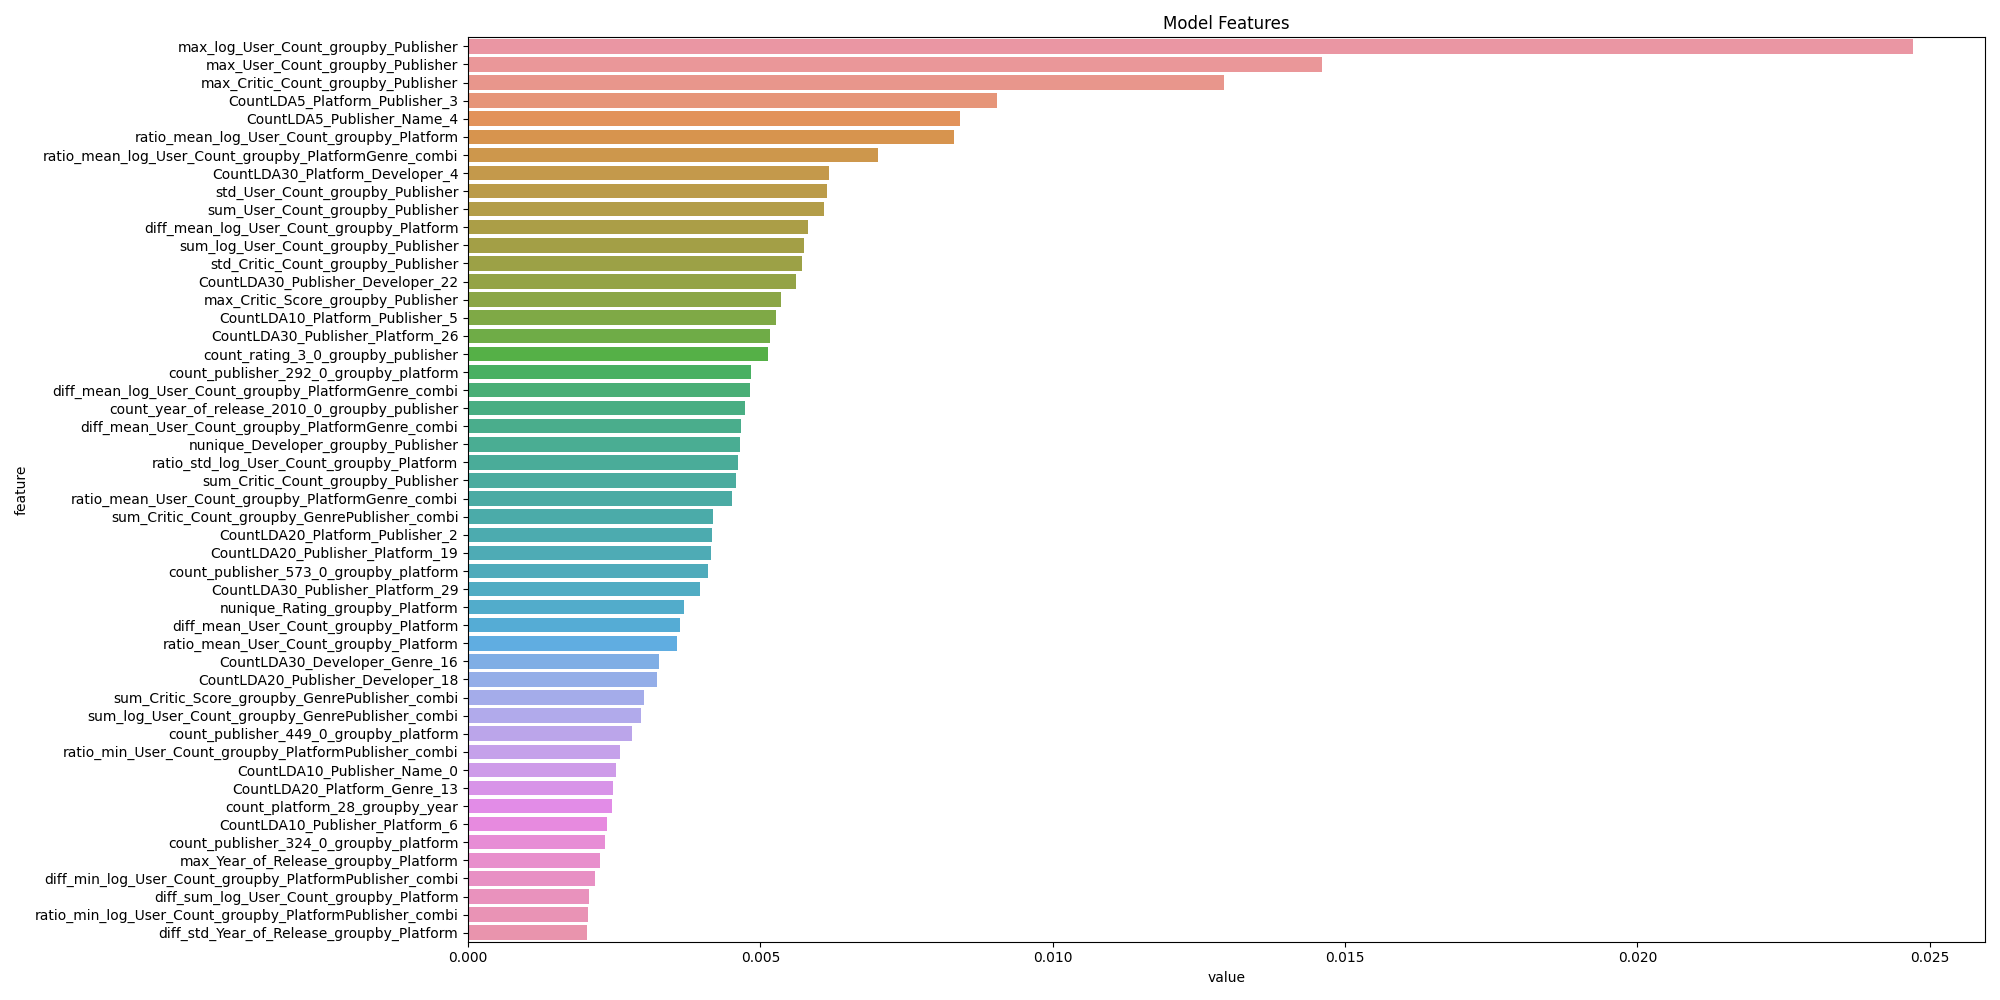 Model Features
max_log_User_Count_groupby_Publisher
max_User_Count_groupby_Publisher
max_Critic_Count_groupby_Publisher
CountLDA5_Platform_Publisher_3
CountLDA5_Publisher_Name_4
ratio_mean_log_User_Count_groupby_Platform
ratio_mean_log_User_Count_groupby_PlatformGenre_combi
CountLDA30_Platform_Developer_4
std_User_Count_groupby_Publisher
sum_User_Count_groupby_Publisher
diff_mean_log_User_Count_groupby_Platform
sum_log_User_Count_groupby_Publisher
std_Critic_Count_groupby_Publisher
CountLDA30_Publisher_Developer_22
max_Critic_Score_groupby_Publisher
CountLDA10_Platform_Publisher_5
CountLDA30_Publisher_Platform_26
count_rating_3_0_groupby_publisher
count_publisher_292_0_groupby_platform
diff_mean_log_User_Count_groupby_PlatformGenre_combi
count_year_of_release_2010_0_groupby_publisher
diff_mean_User_Count_groupby_PlatformGenre_combi
nunique_Developer_groupby_Publisher
ratio_std_log_User_Count_groupby_Platform
sum_Critic_Count_groupby_Publisher
ratio_mean_User_Count_groupby_PlatformGenre_combi
sum_Critic_Count_groupby_GenrePublisher_combi
CountLDA20_Platform_Publisher_2
CountLDA20_Publisher_Platform_19
count_publisher_573_0_groupby_platform
CountLDA30_Publisher_Platform_29
nunique_Rating_groupby_Platform
diff_mean_User_Count_groupby_Platform
ratio_mean_User_Count_groupby_Platform
CountLDA30_Developer_Genre_16
CountLDA20_Publisher_Developer_18
sum_Critic_Score_groupby_GenrePublisher_combi
sum_log_User_Count_groupby_GenrePublisher_combi
count_publisher_449_0_groupby_platform
ratio_min_User_Count_groupby_PlatformPublisher_combi
CountLDA10_Publisher_Name_0
CountLDA20_Platform_Genre_13
count_platform_28_groupby_year
CountLDA10_Publisher_Platform_6
count_publisher_324_0_groupby_platform
max_Year_of_Release_groupby_Platform
diff_min_log_User_Count_groupby_PlatformPublisher_combi
diff_sum_log_User_Count_groupby_Platform
ratio_min_log_User_Count_groupby_PlatformPublisher_combi
diff_std_Year_of_Release_groupby_Platform
feature
0.000 0.005 0.010 0.015 0.020 0.025
value